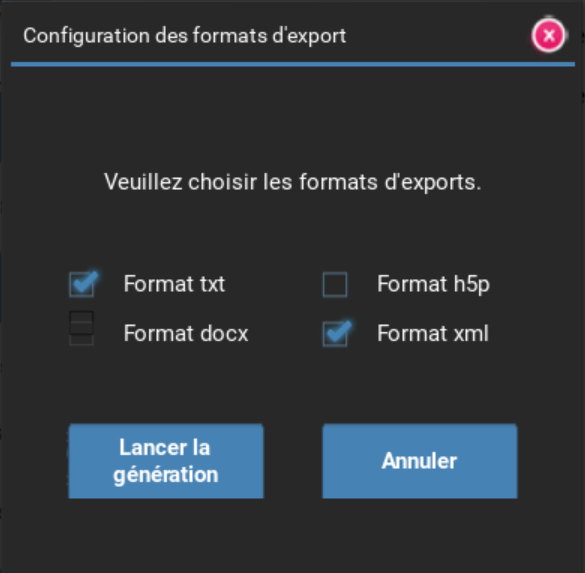 Configuration des formats d'export
Veuillez choisir les formats d'exports.
Format txt
Format h5p
Format docx
Format xml
Lancer la
génération
Annuler